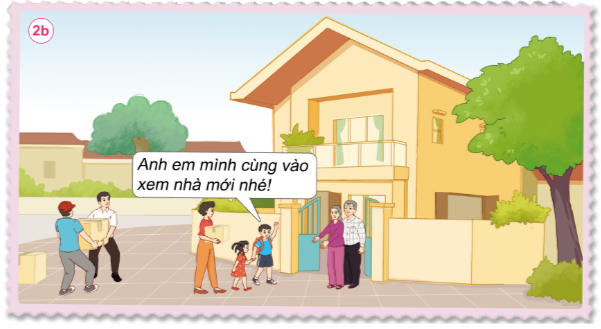 2b
Anh em mình cùng vào
xem nhà mới nhé!